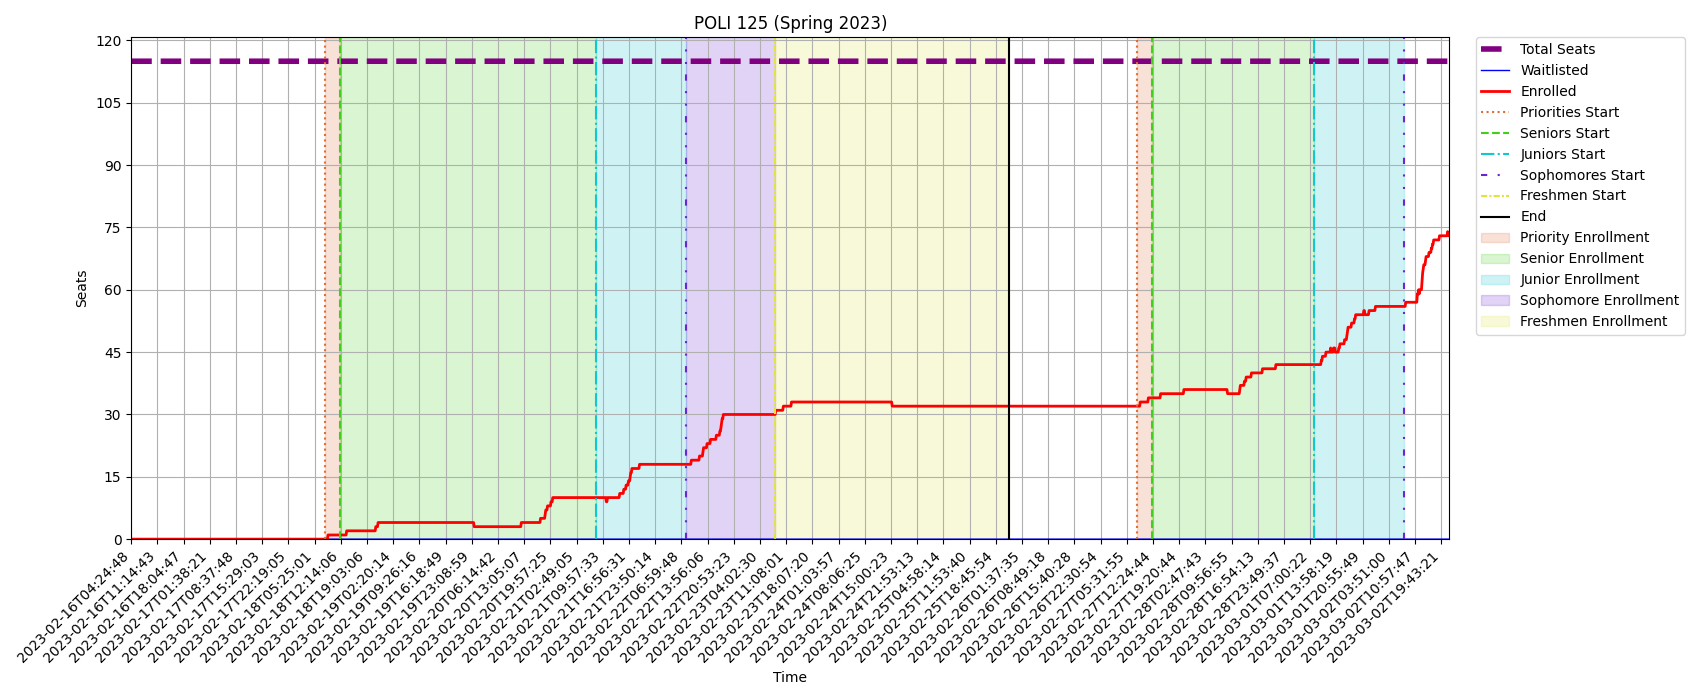 POLI 125 (Spring 2023)
Seats
120
105
90
75
60
45
30
15
0
2023-02-16T04:24:48
2023-02-16T11:14:43
2023-02-16T18:04:47
2023-02-17T01:38:21
2023-02-17T08:37:48
2023-02-17T15:29:03
2023-02-17T22:19:05
2023-02-18T05:25:01
2023-02-18T12:14:06
2023-02-18T19:03:06
2023-02-19T02:20:14
2023-02-19T09:26:16
2023-02-19T16:18:49
2023-02-19T23:08:59
2023-02-20T06:14:42
2023-02-20T13:05:07
2023-02-20T19:57:25
2023-02-21T02:49:05
2023-02-21T09:57:33
2023-02-21T16:56:31
2023-02-21T23:50:14
2023-02-22T06:59:48
2023-02-22T13:56:06
2023-02-22T20:53:23
2023-02-23T04:02:30
2023-02-23T11:08:01
2023-02-23T18:07:20
2023-02-24T01:03:57
2023-02-24T08:06:25
2023-02-24T15:00:23
2023-02-24T21:53:13
2023-02-25T04:58:14
2023-02-25T11:53:40
2023-02-25T18:45:54
2023-02-26T01:37:35
2023-02-26T08:49:18
2023-02-26T15:40:28
2023-02-26T22:30:54
2023-02-27T05:31:55
2023-02-27T12:24:44
2023-02-27T19:20:44
2023-02-28T02:47:43
2023-02-28T09:56:55
2023-02-28T16:54:13
2023-02-28T23:49:37
2023-03-01T07:00:22
2023-03-01T13:58:19
2023-03-01T20:55:49
2023-03-02T03:51:00
2023-03-02T10:57:47
2023-03-02T19:43:21
Time
Total Seats
Waitlisted
Enrolled
Priorities Start
Seniors Start
Juniors Start
Sophomores Start
Freshmen Start
End
Priority Enrollment
Senior Enrollment
Junior Enrollment
Sophomore Enrollment
Freshmen Enrollment